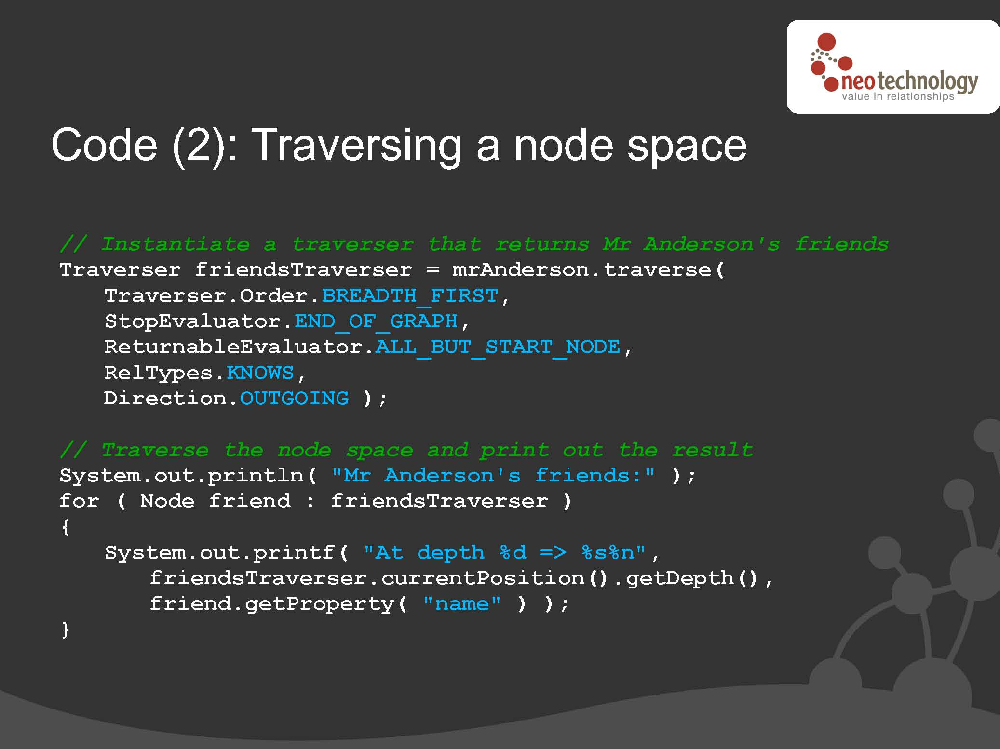 neotechnology
value in relationships
Code (2): Traversing a node space
// Instantiate a traverser that returns Mr Anderson's friends
Traverser friendsTraverser = mrAnderson.traverse(
Traverser.Order.BREADTH_FIRST,
StopEvaluator.END_OF_GRAPH,
ReturnableEvaluator.ALL_BUT_START_NODE,
RelTypes.KNOWS,
Direction.OUTGOING );
// Traverse the node space and print out the result
System.out.println( "Mr Anderson's friends:" );
for ( Node friend : friendsTraverser )
{
System.out.printf( "At depth %d => %s%n",
friendsTraverser.currentPosition().getDepth(),
friend.getProperty( "name" ) );
}